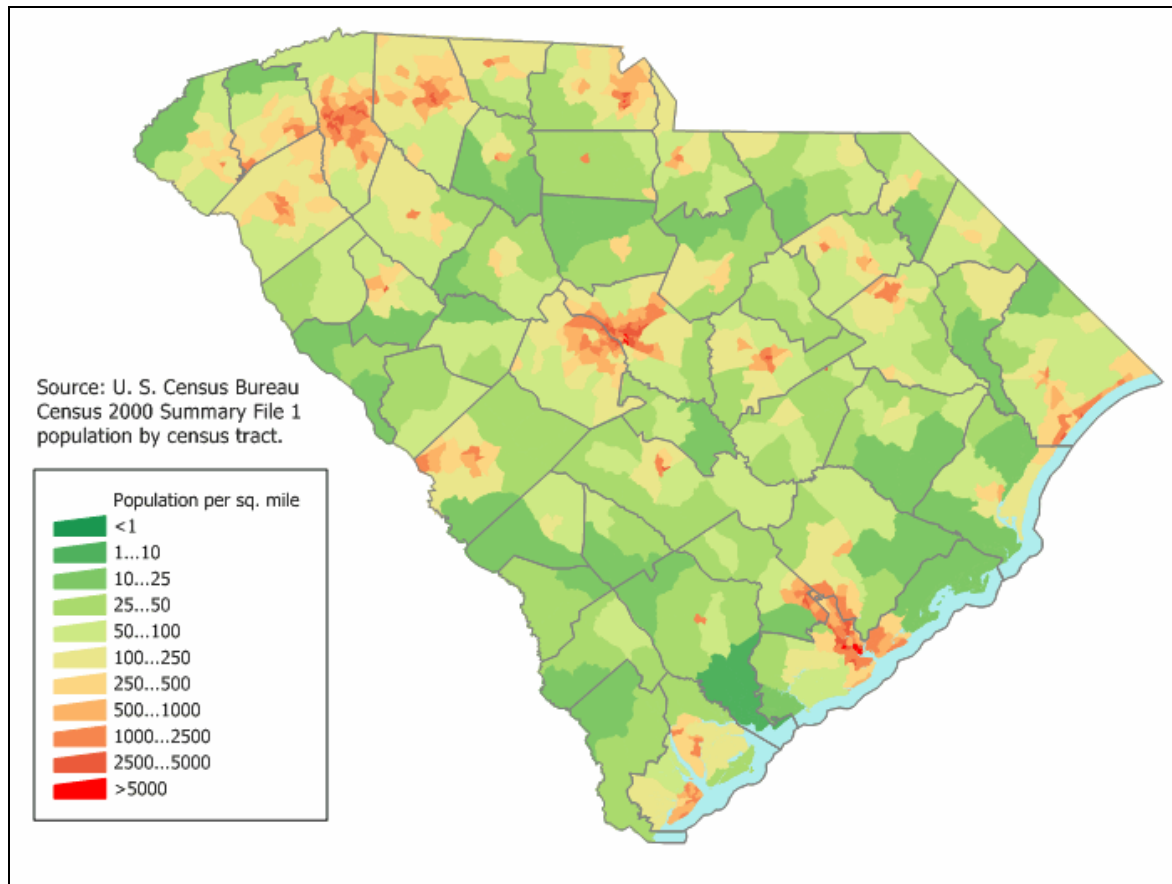 Source: U. S. Census Bureau
Census 2000 Summary File 1
population by census tract.
Population per sq. mile
<1
1...10
10...25
25...50
50...100
100...250
250...500
500...1000
1000...2500
2500...5000
>5000